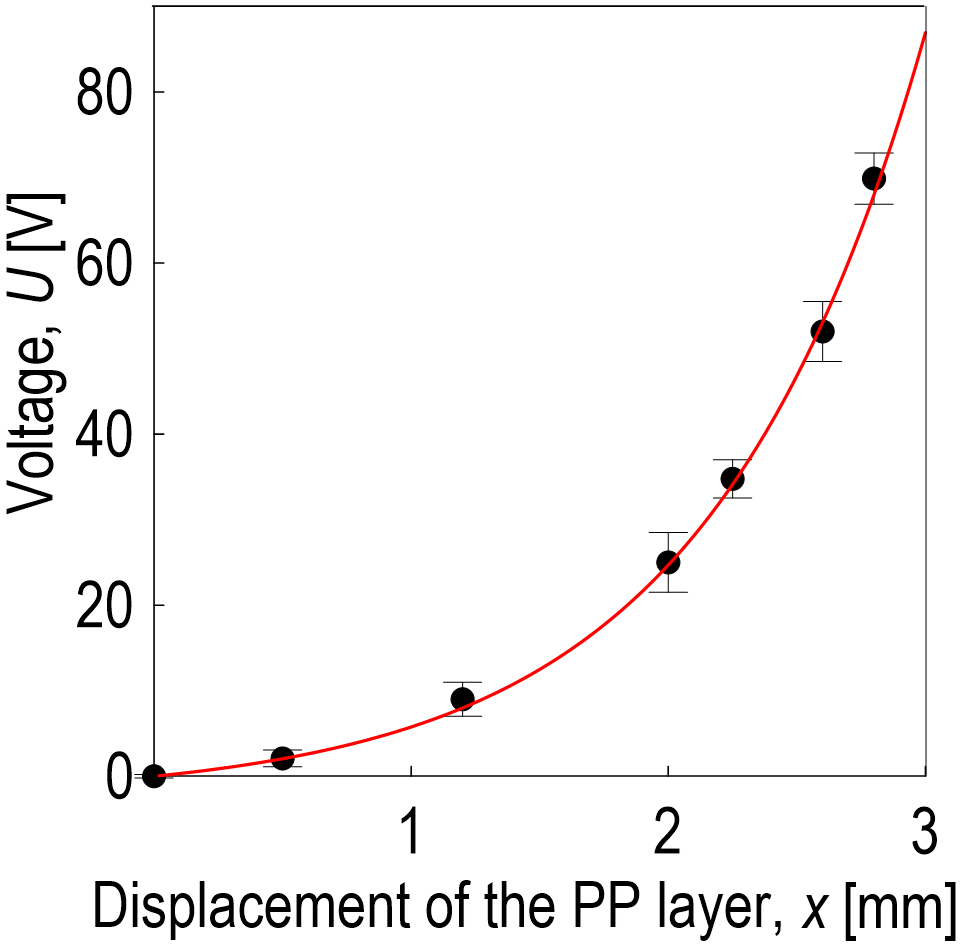 80
60
40
20
0
Voltage, U [V]
1 2 3
Displacement of the PP layer, x [mm]